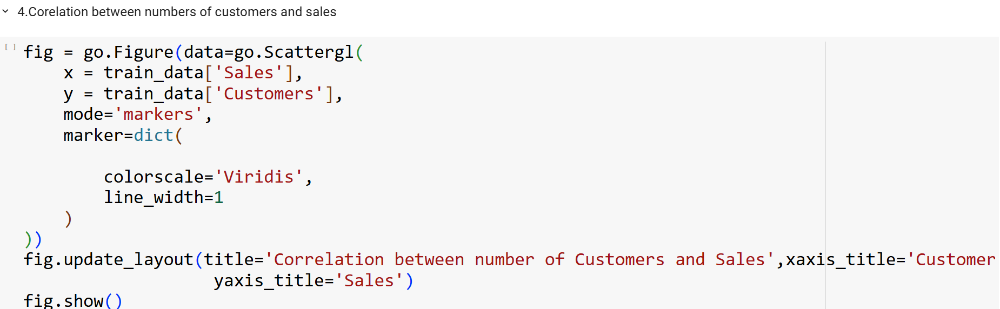 4.Corelation between numbers of customers and sales
[ ] fig = go.Figure(data=go.Scattergl(
    x = train_data['Sales'],
    y = train_data['Customers'],
    mode='markers',
    marker=dict(

        colorscale='Viridis',
        line_width=1
    )
))
fig.update_layout(title='Correlation between number of Customers and Sales',xaxis_title='Customer
                   yaxis_title='Sales')
fig.show()